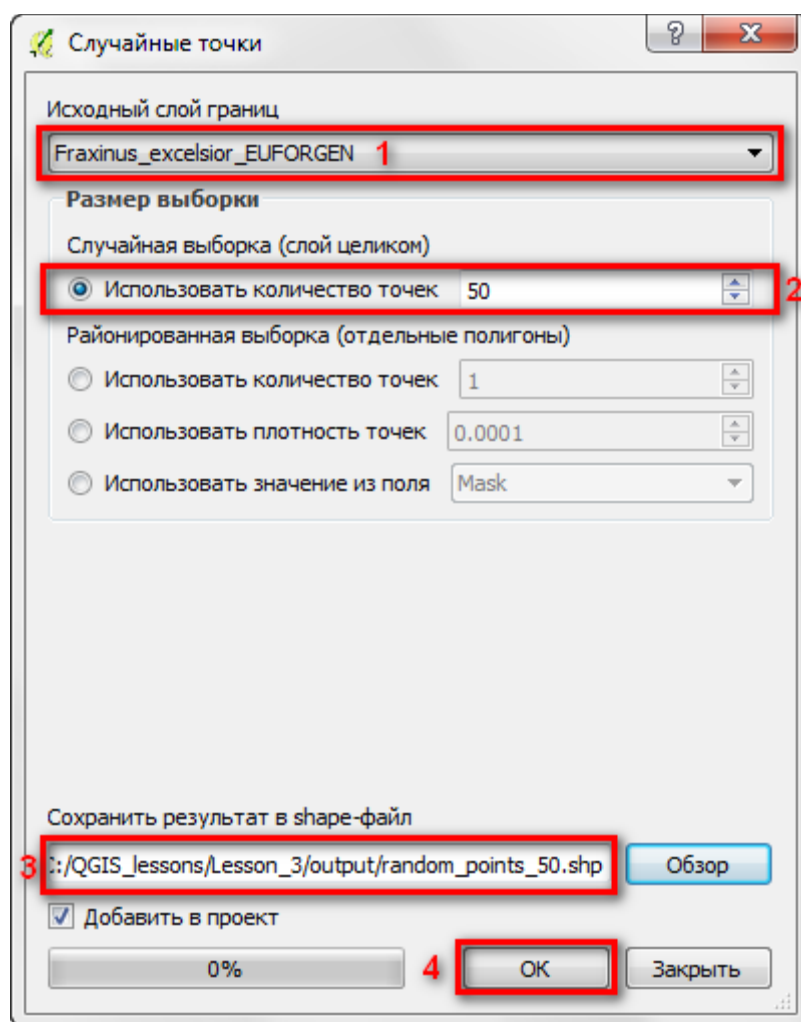 Случайные точки
Исходный слой границ
Fraxinus_excelsior_EUFORGEN 1
Размер выборки
Случайная выборка (слой целиком)
Использовать количество точек 50 2
Районированная выборка (отдельные полигоны)
Использовать количество точек 1
Использовать плотность точек 0.0001
Использовать значение из поля Mask
Сохранить результат в shape-файл
3 :/QGIS_lessons/Lesson_3/output/random_points_50.shp Обзор
Добавить в проект
0% 4 ОК Закрыть